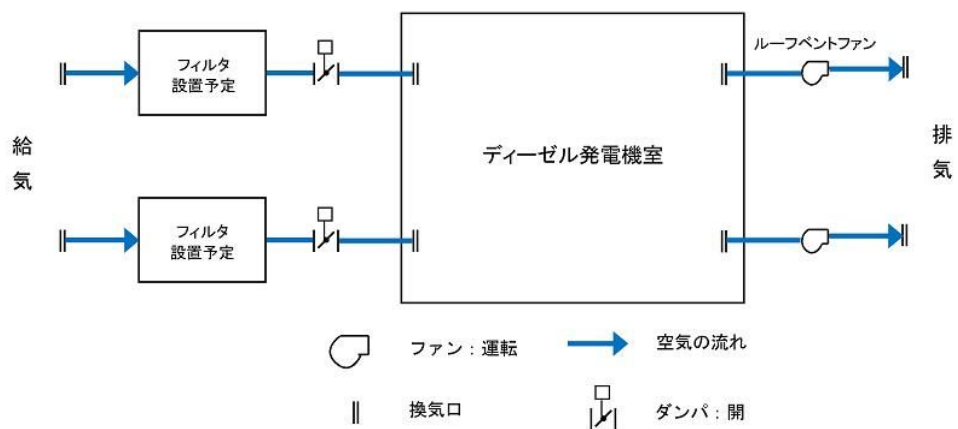 ルーフベントファン
フィルタ
設置予定
給
気
ディーゼル発電機室
排
気
フィルタ
設置予定
ファン：運転
空気の流れ
換気口
ダンパ：開